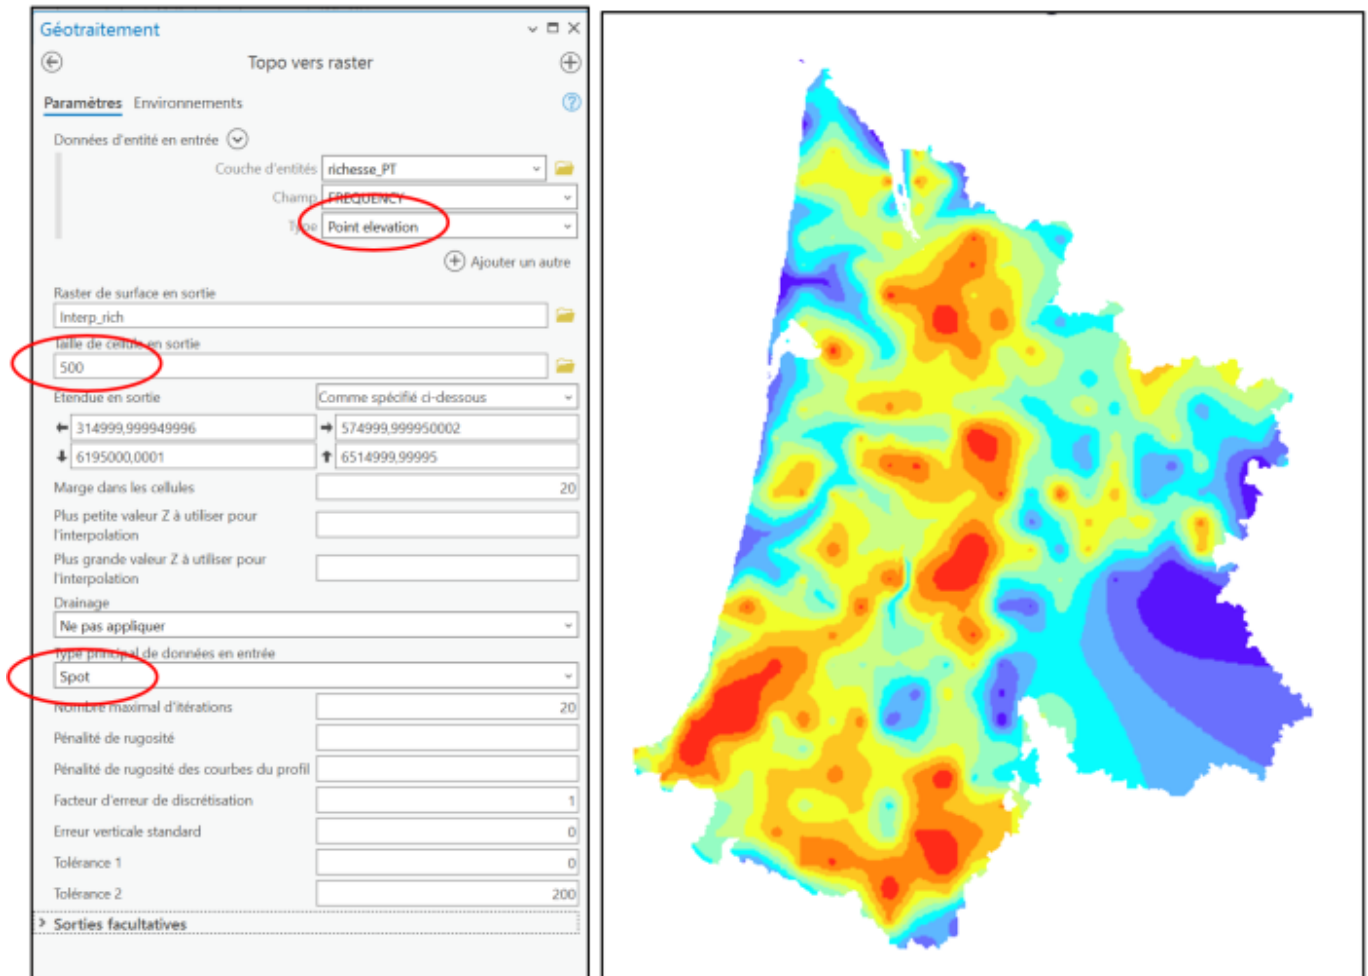 Géotraitement
Topo vers raster
Paramètres Environnements
Données d'entité en entrée
Couche d'entités richesse_PT
Champ FREQUENCY
Type Point elevation
Ajouter un autre
Raster de surface en sortie
Interp_rich
Taille de cellule en sortie
500
Etendue en sortie Comme spécifié ci-dessous
314999,999949996 574999,999950002
6195000,0001 6514999,99995
Marge dans les cellules 20
Plus petite valeur Z à utiliser pour
l'interpolation
Plus grande valeur Z à utiliser pour
l'interpolation
Drainage
Ne pas appliquer
Type principal de données en entrée
Spot
Nombre maximal d'itérations 20
Pénalité de rugosité
Pénalité de rugosité des courbes du profil
Facteur d'erreur de discrétisation 1
Erreur verticale standard 0
Tolérance 1 0
Tolérance 2 200
Sorties facultatives